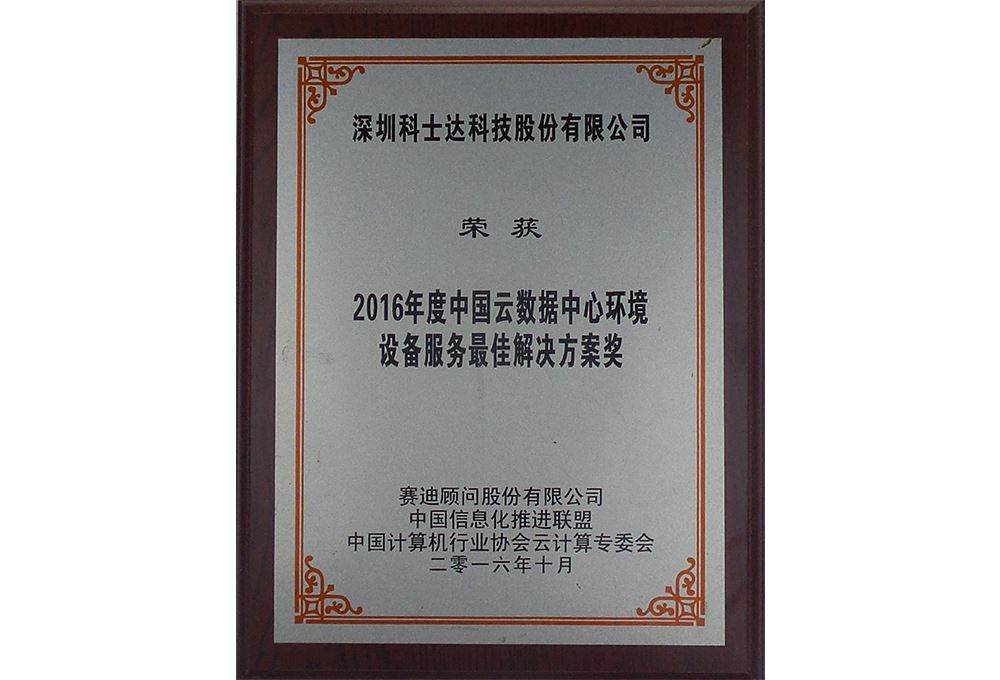 深圳科士达科技股份有限公司
荣 获
2016年度中国云数据中心环境
设备服务最佳解决方案奖
赛迪顾问股份有限公司
中国信息化推进联盟
中国计算机行业协会云计算专委会
二零一六年十月